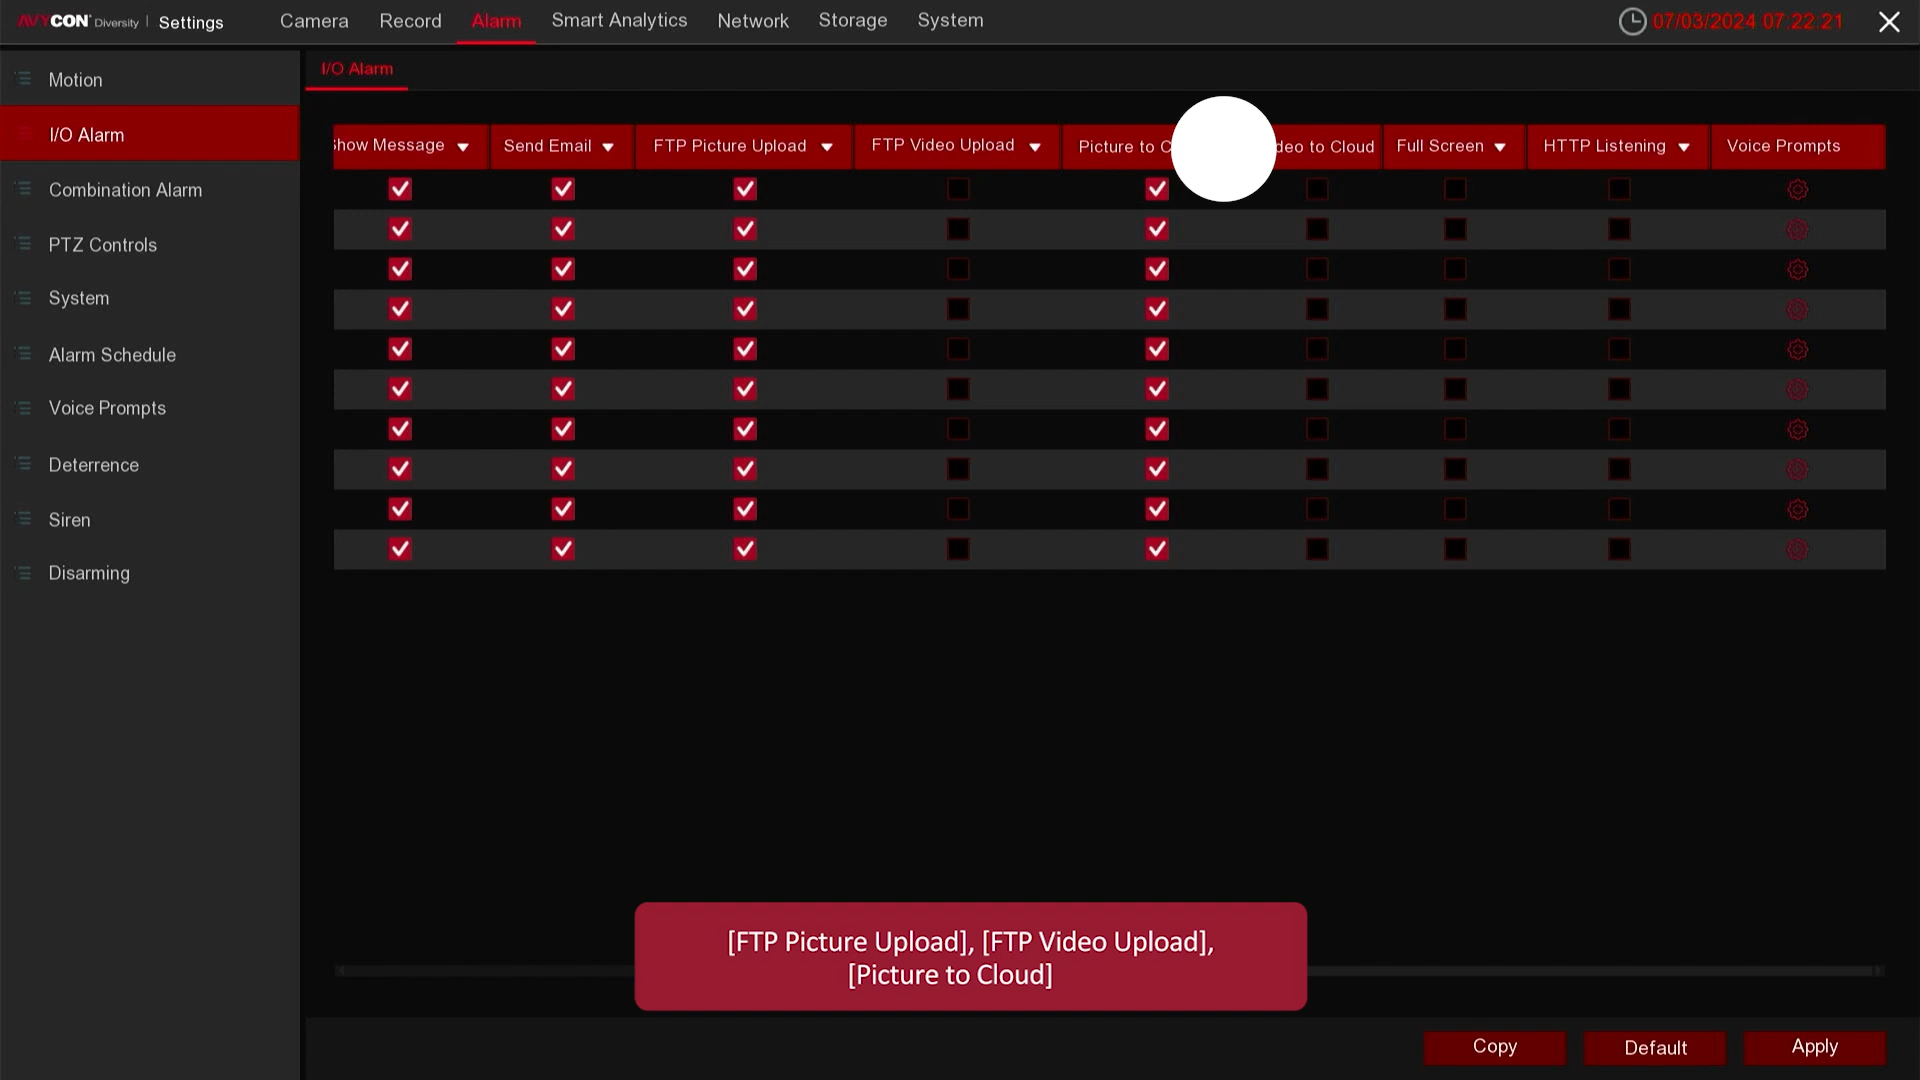 AVYCON Diversity | Settings Camera Record Alarm Smart Analytics Network Storage System 07/03/2024 07:22:21
Motion
I/O Alarm
Combination Alarm
PTZ Controls
System
Alarm Schedule
Voice Prompts
Deterrence
Siren
Disarming
I/O Alarm
how Message Send Email FTP Picture Upload FTP Video Upload Picture to C deo to Cloud Full Screen HTTP Listening Voice Prompts
[FTP Picture Upload], [FTP Video Upload],
[Picture to Cloud]
Copy Default Apply